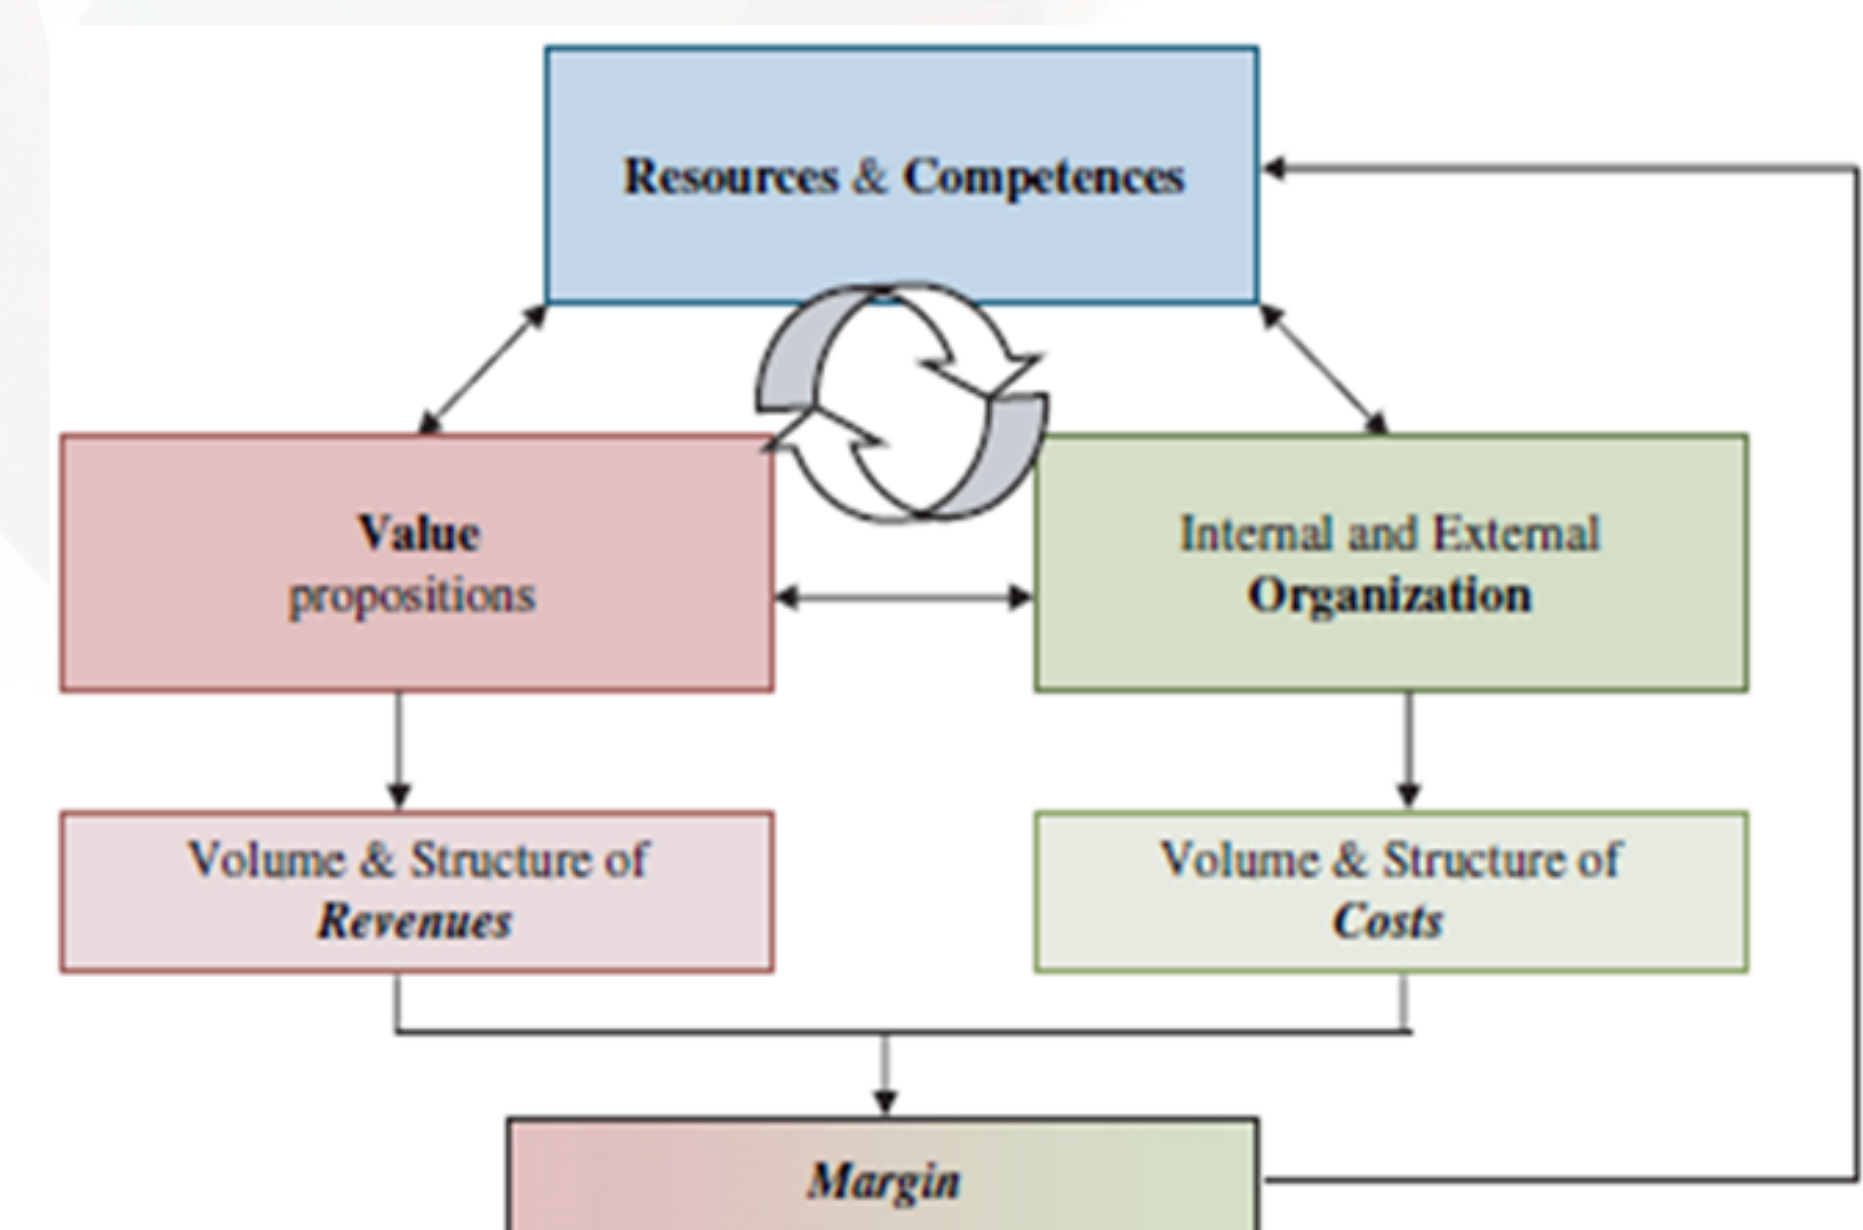 Resources & Competences
Value
propositions
Internal and External
Organization
Volume & Structure of
Revenues
Volume & Structure of
Costs
Margin